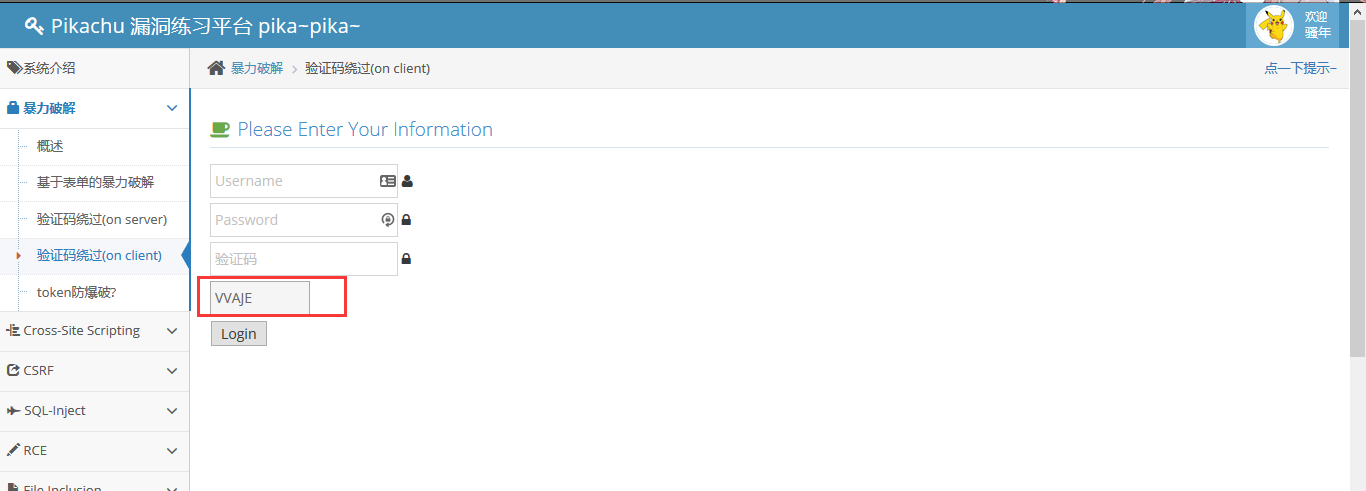 Pikachu 漏洞练习平台 pika~pika~
欢迎
骚年
系统介绍
暴力破解
概述
基于表单的暴力破解
验证码绕过(on server)
验证码绕过(on client)
token防爆破?
Cross-Site Scripting
CSRF
SQL-Inject
RCE
File Inclusion
暴力破解 > 验证码绕过(on client)
点一下提示~
Please Enter Your Information
Username
Password
验证码
VVAJE
Login